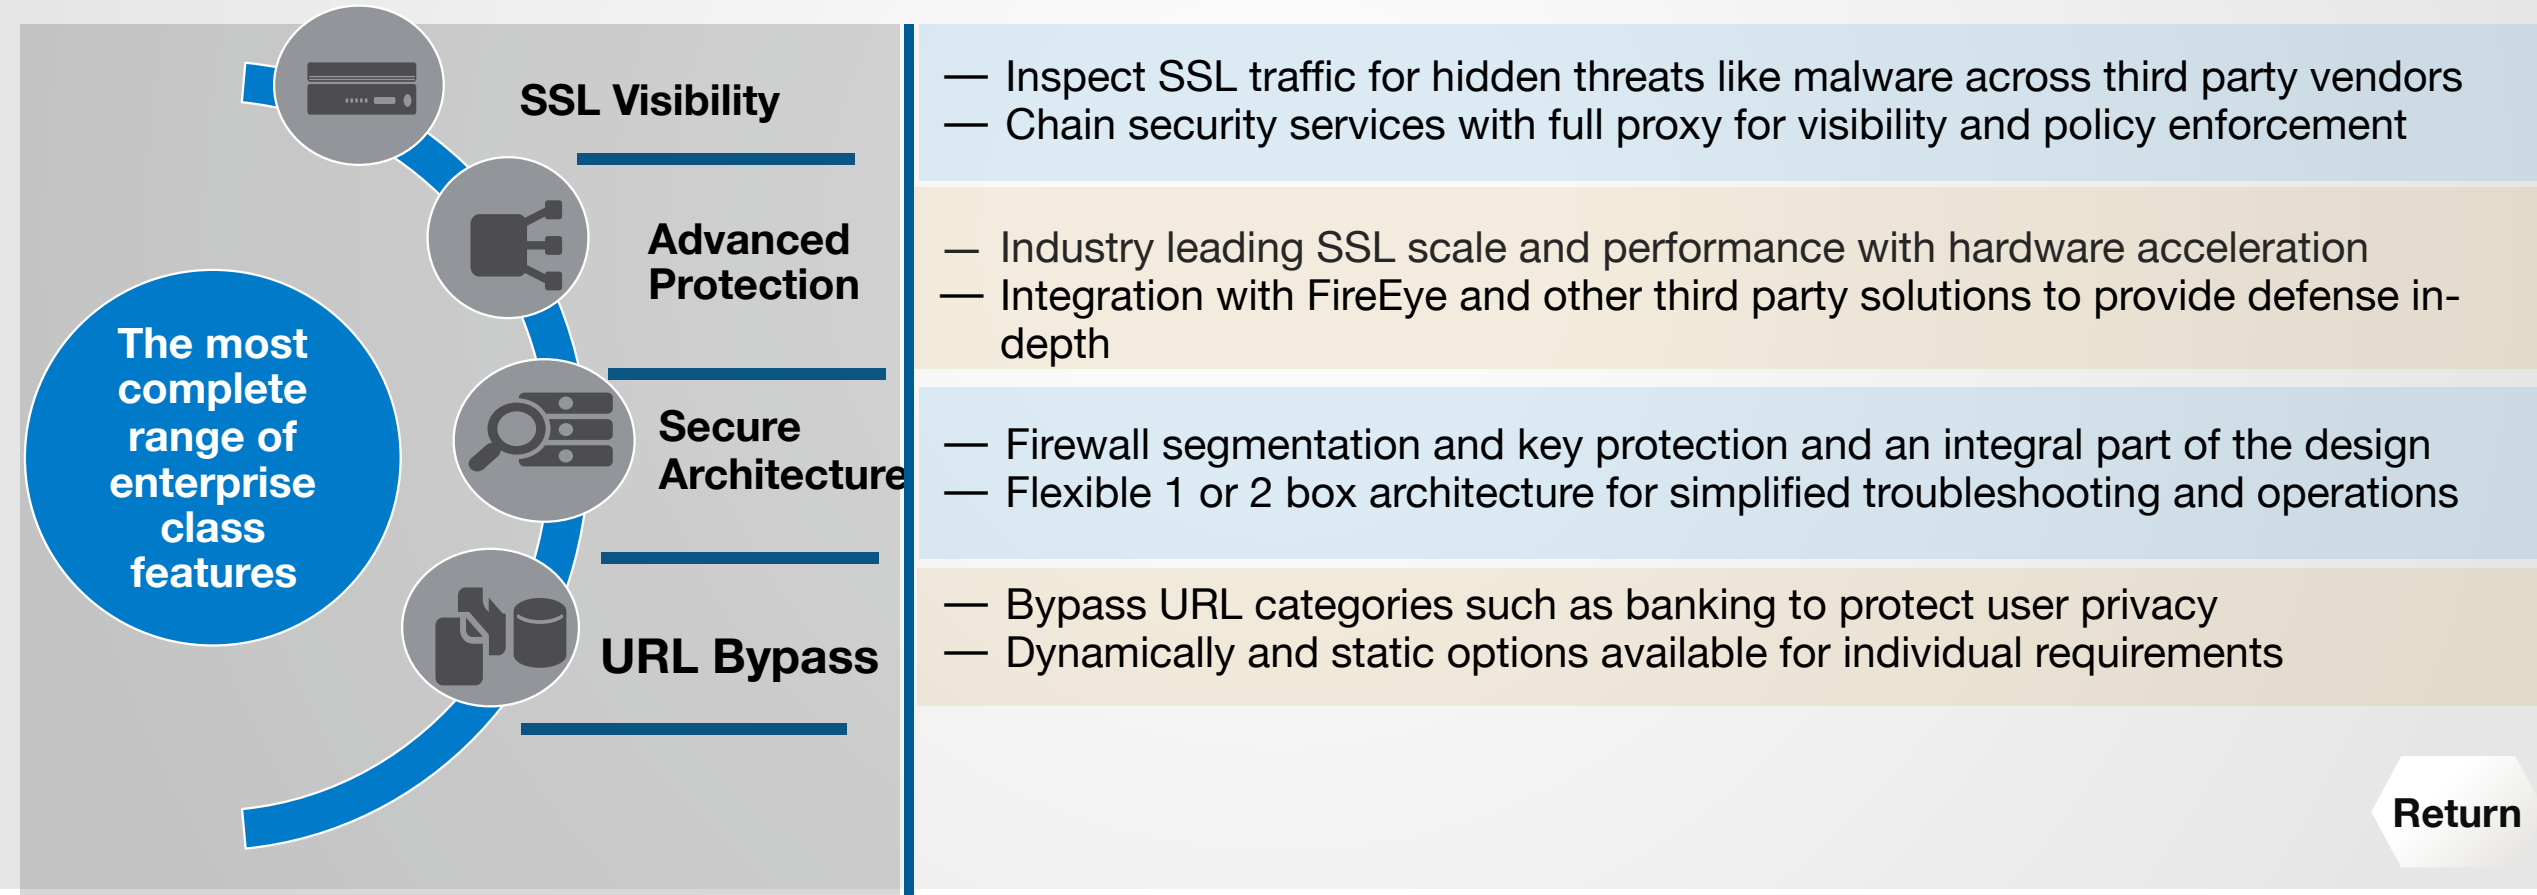 The most
complete
range of
enterprise
class
features
SSL Visibility
— Inspect SSL traffic for hidden threats like malware across third party vendors
— Chain security services with full proxy for visibility and policy enforcement
Advanced
Protection
— Industry leading SSL scale and performance with hardware acceleration
— Integration with FireEye and other third party solutions to provide defense in-
depth
Secure
Architecture
— Firewall segmentation and key protection and an integral part of the design
— Flexible 1 or 2 box architecture for simplified troubleshooting and operations
URL Bypass
— Bypass URL categories such as banking to protect user privacy
— Dynamically and static options available for individual requirements
Return